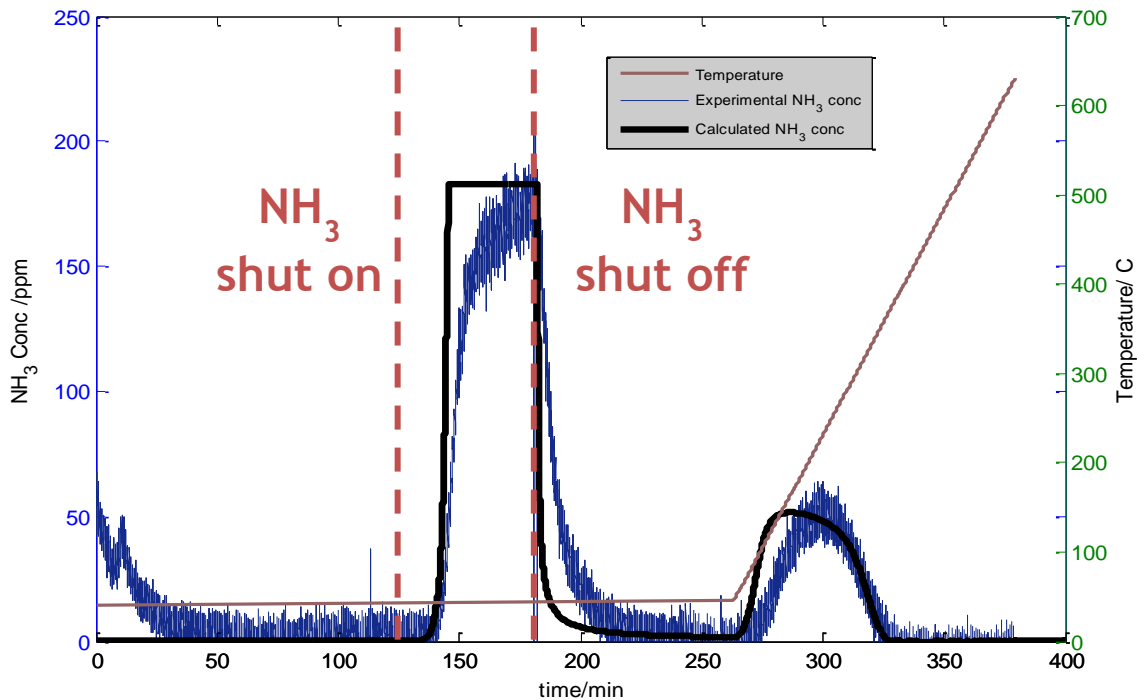 250
200
150
100
50
0
NH3 Conc /ppm
700
600
500
400
300
200
100
0
Temperature/ C
Temperature
Experimental NH3 conc
Calculated NH3 conc
NH3
shut on
NH3
shut off
0
50
100
150
200
250
300
350
400
time/min